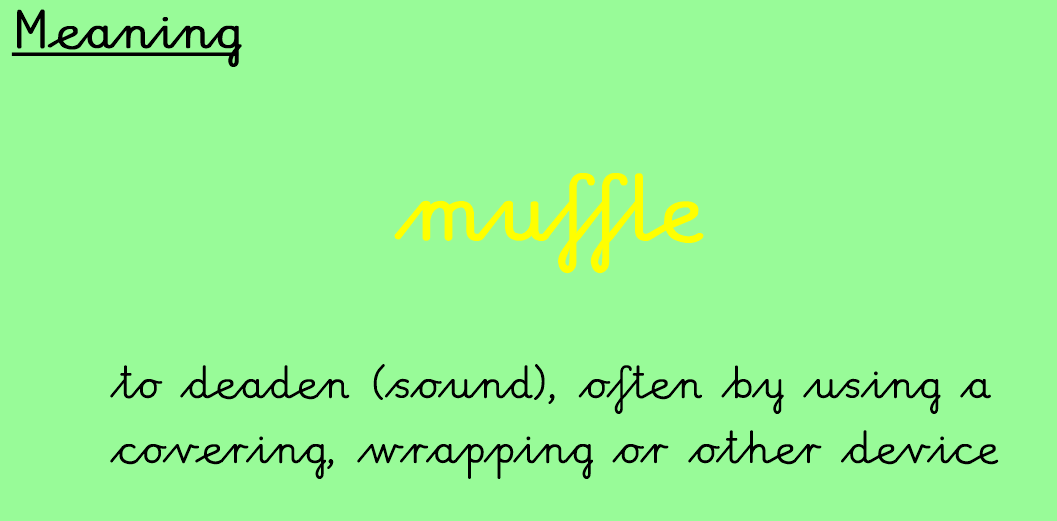 Meaning
muffle
to deaden (sound), often by using a
covering, wrapping or other device